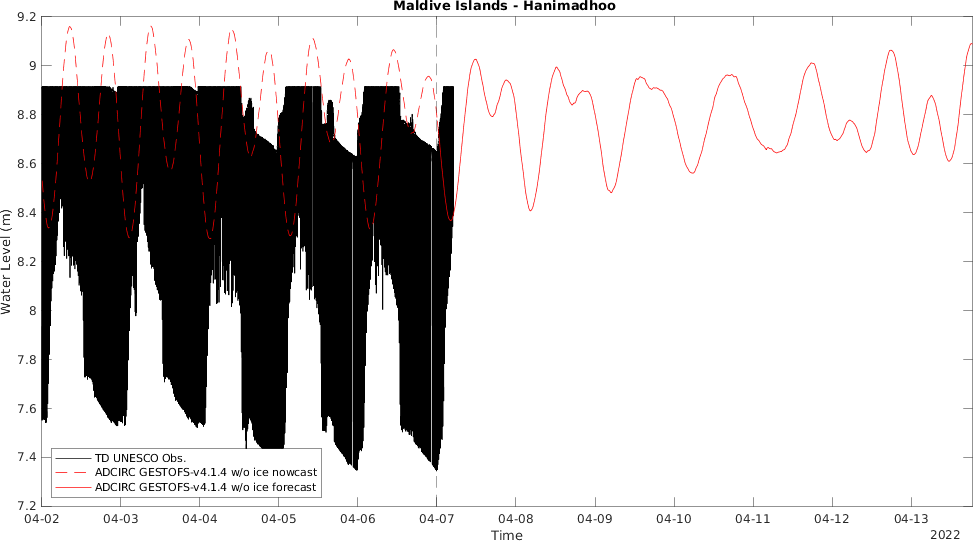 Maldive Islands - Hanimadhoo
9.2
9
8.8
8.6
8.4
8.2
8
7.8
7.6
7.4
7.2
Water Level (m)
TD UNESCO Obs.
ADCIRC GESTOFS-v4.1.4 w/o ice nowcast
ADCIRC GESTOFS-v4.1.4 w/o ice forecast
04-02 04-03 04-04 04-05 04-06 04-07 04-08 04-09 04-10 04-11 04-12 04-13
Time
2022